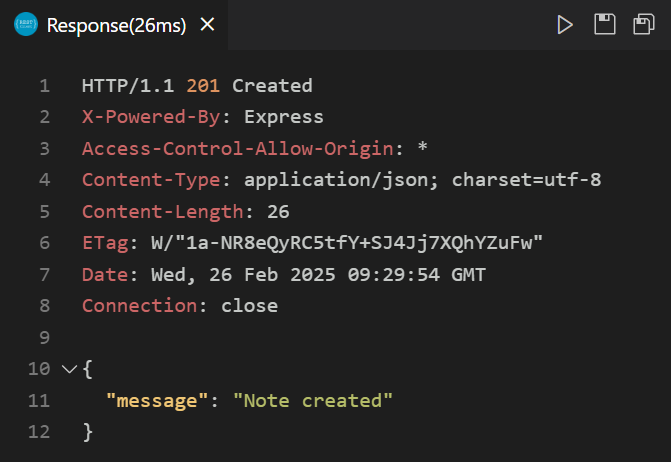 REST
Response(26ms)
1 HTTP/1.1 201 Created
2 X-Powered-By: Express
3 Access-Control-Allow-Origin: *
4 Content-Type: application/json; charset=utf-8
5 Content-Length: 26
6 ETag: W/"1a-NR8eQyRC5tfY+SJ4Jj7XQhYZuFw"
7 Date: Wed, 26 Feb 2025 09:29:54 GMT
8 Connection: close
9
10 {
11 "message": "Note created"
12 }